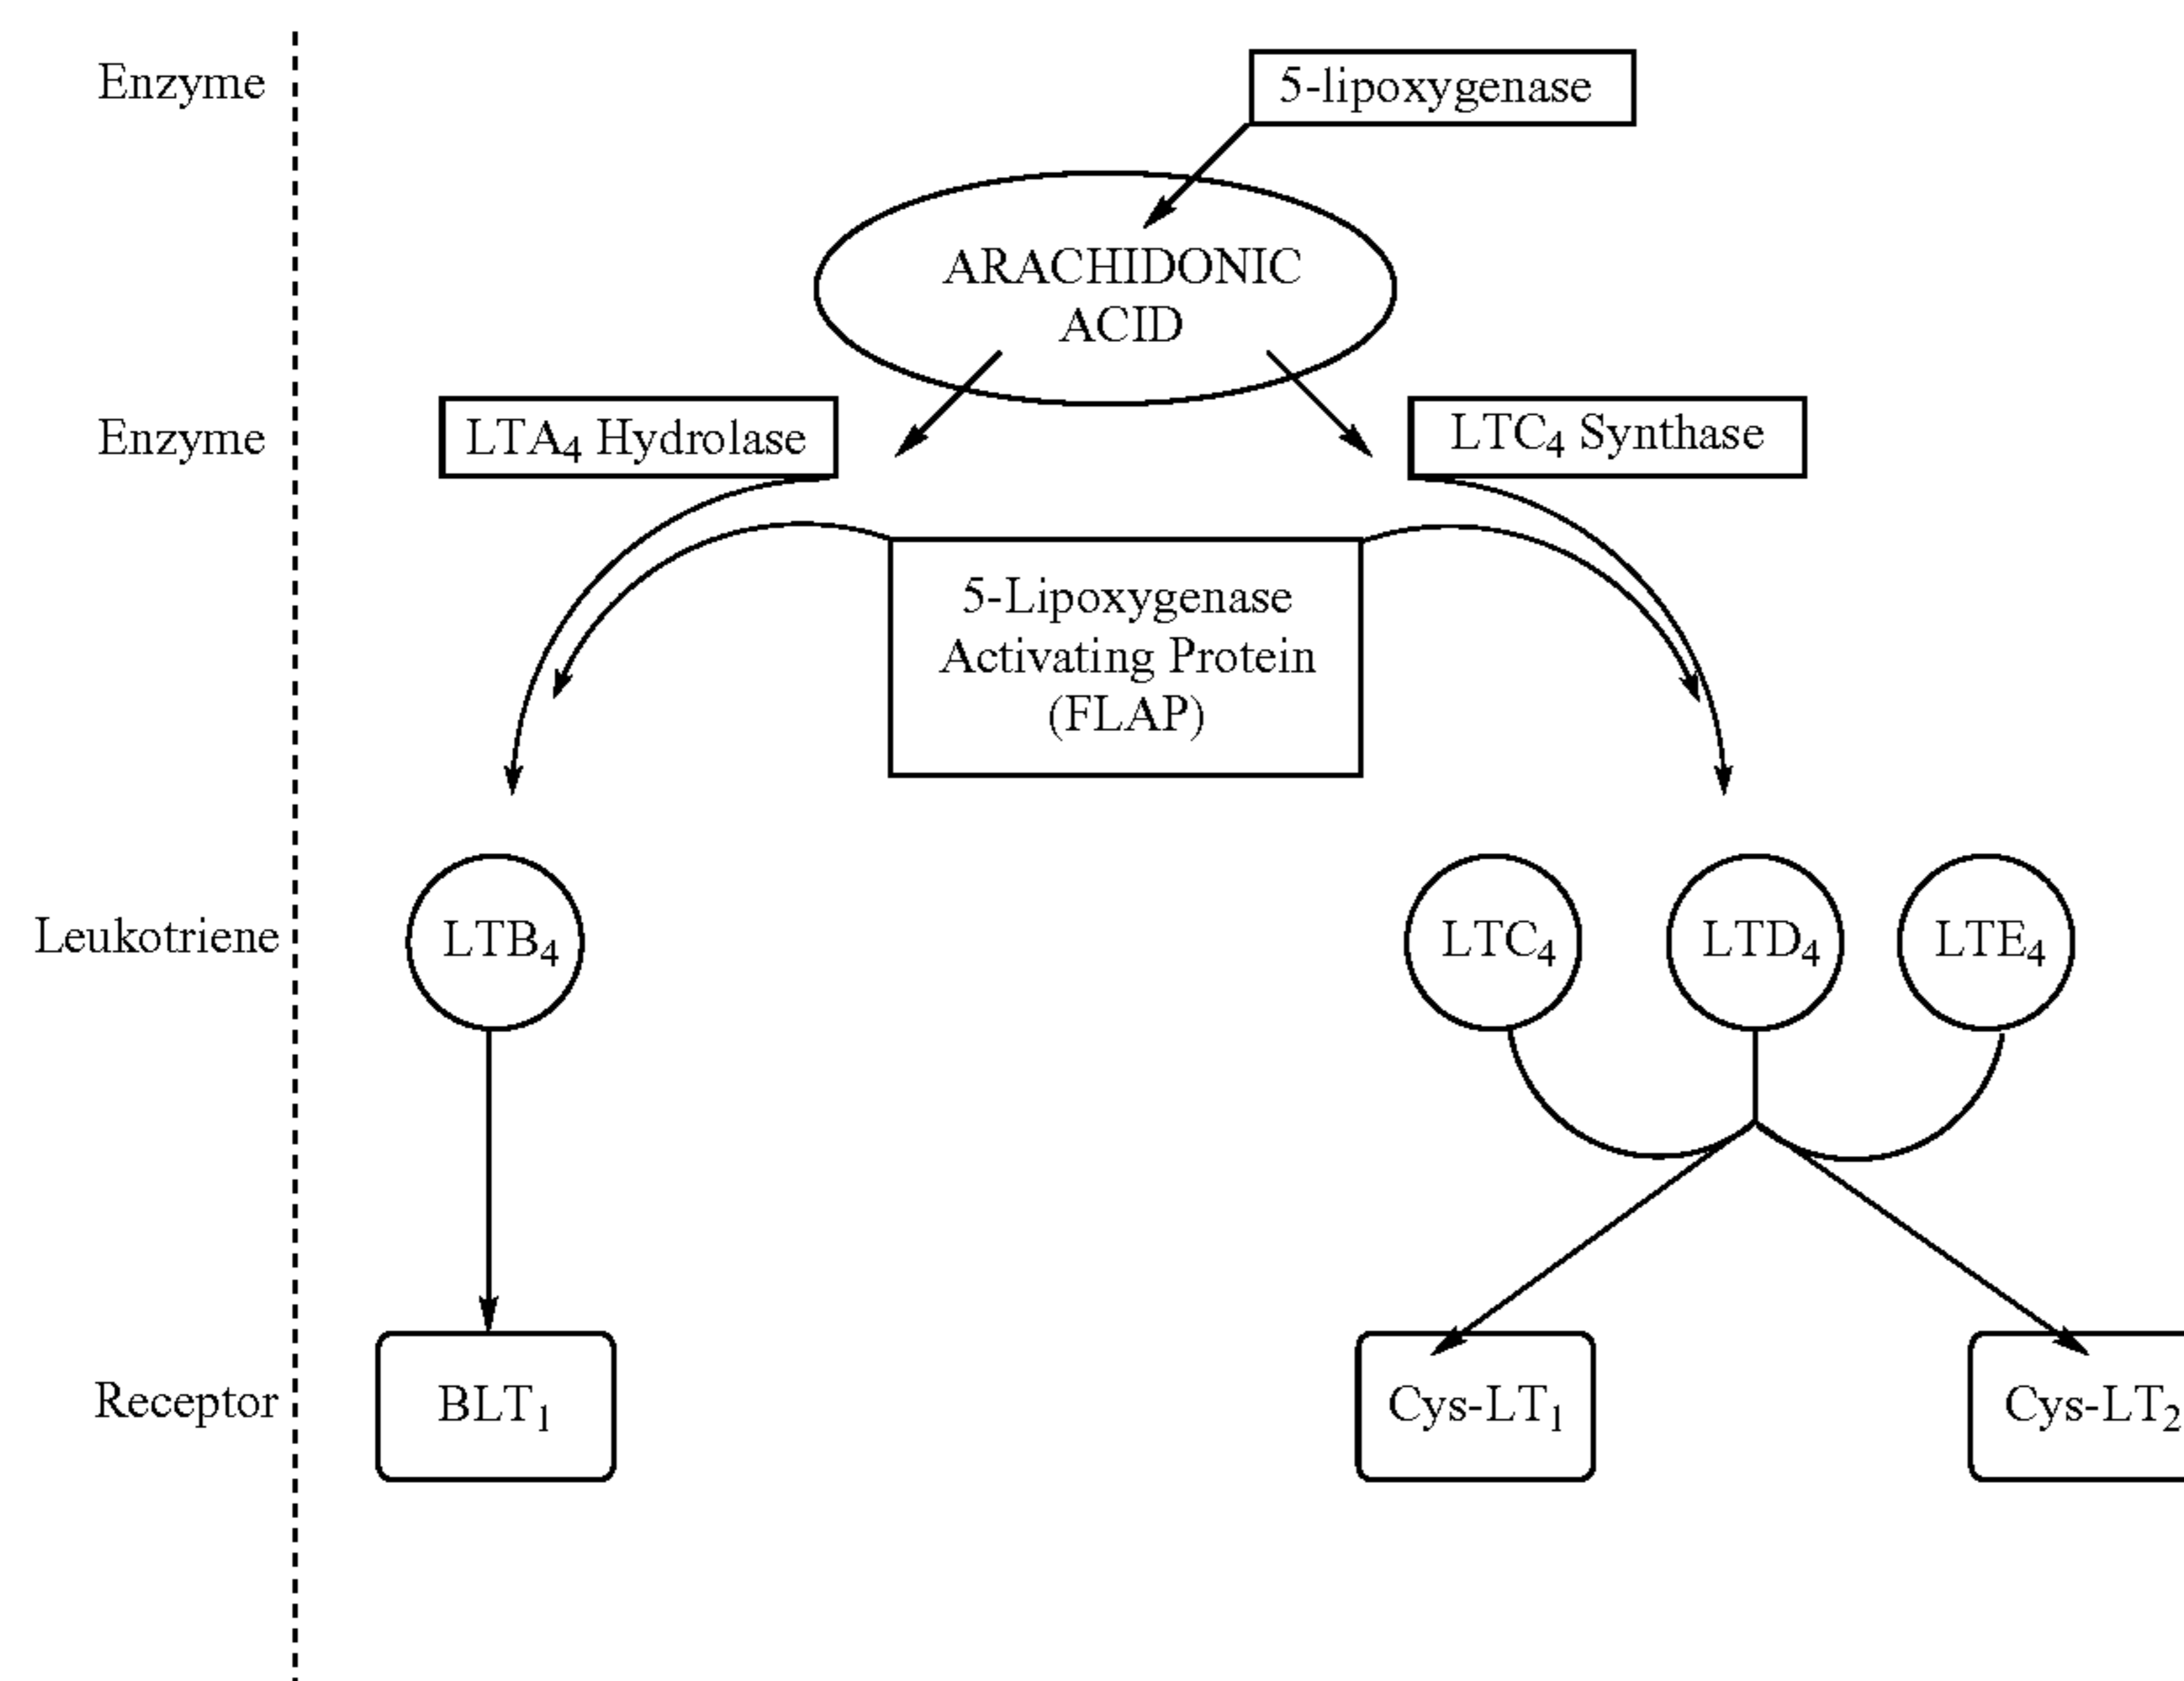 Enzyme
5-lipoxygenase
ARACHIDONIC
ACID
Enzyme
LTA₄ Hydrolase
LTC₄ Synthase
5-Lipoxygenase
Activating Protein
(FLAP)
Leukotriene
LTB₄
LTC₄
LTD₄
LTE₄
Receptor
BLT₁
Cys-LT₁
Cys-LT₂